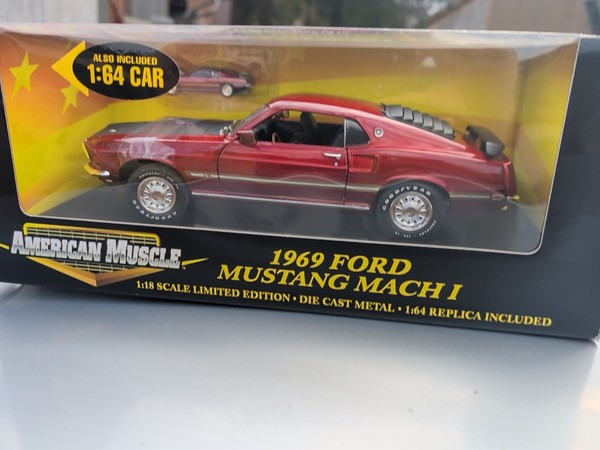 ALSO INCLUDED
1:64 CAR
GOODYEAR
GOODYEAR
AMERICAN MUSCLE
1969 FORD
MUSTANG MACH I
1:18 SCALE LIMITED EDITION • DIE CAST METAL • 1:64 REPLICA INCLUDED